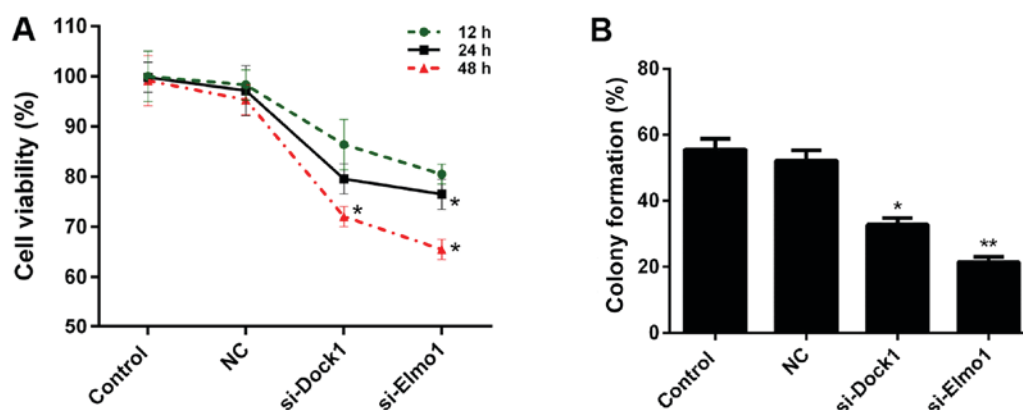 A
Cell viability (%)
110
100
90
80
70
60
50
12 h
24 h
48 h
*
*
*
Control
NC
si-Dock1
si-Elmo1
B
Colony formation (%)
80
60
40
20
0
*
**
Control
NC
si-Dock1
si-Elmo1